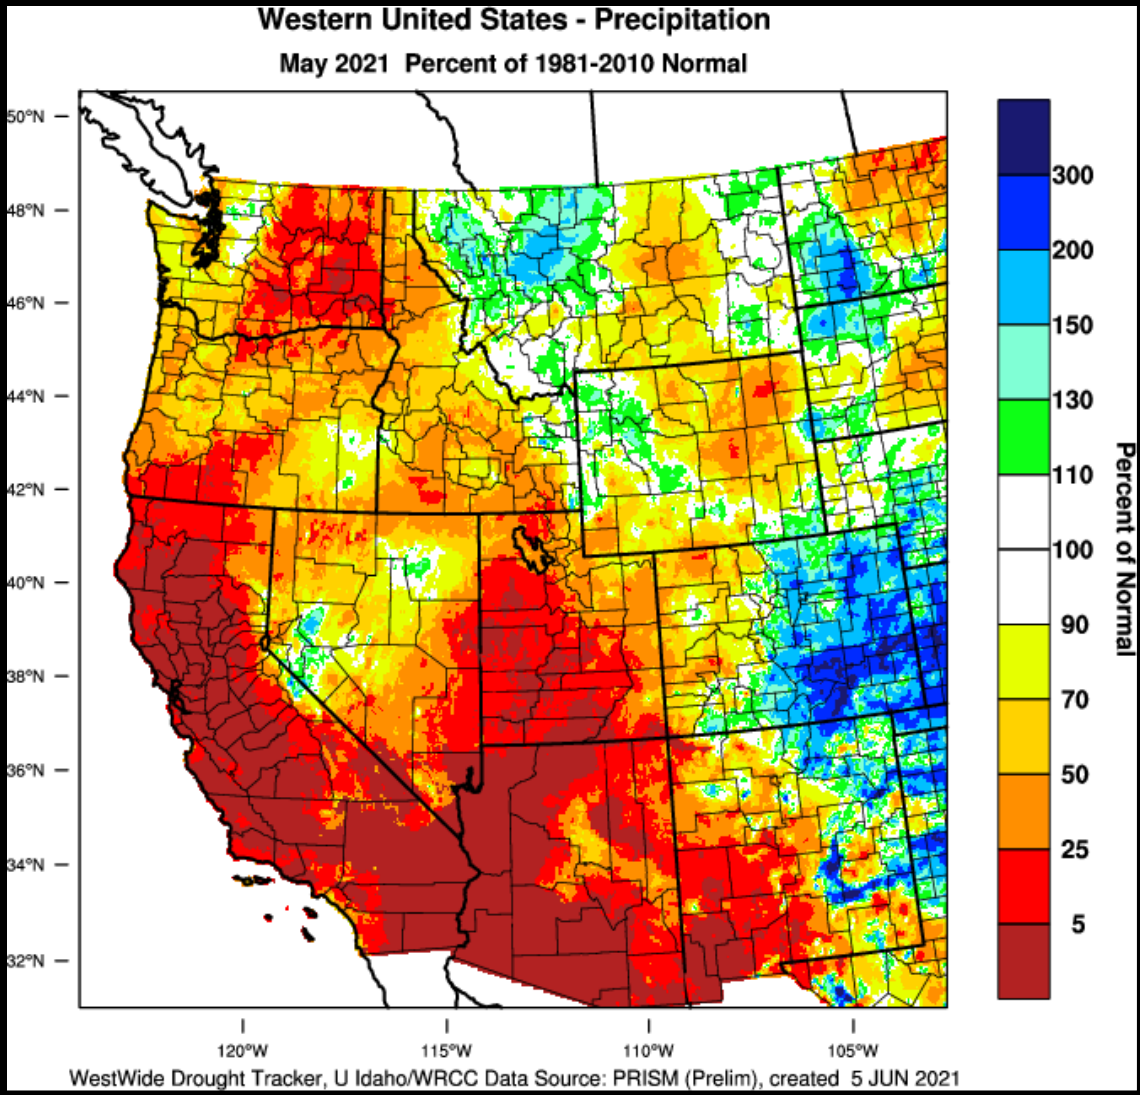 Western United States - Precipitation
May 2021  Percent of 1981-2010 Normal
50°N
48°N
46°N
44°N
42°N
40°N
38°N
36°N
34°N
32°N
120°W
115°W
110°W
105°W
300
200
150
130
110
100
90
70
50
25
5
Percent of Normal
WestWide Drought Tracker, U Idaho/WRCC Data Source: PRISM (Prelim), created  5 JUN 2021